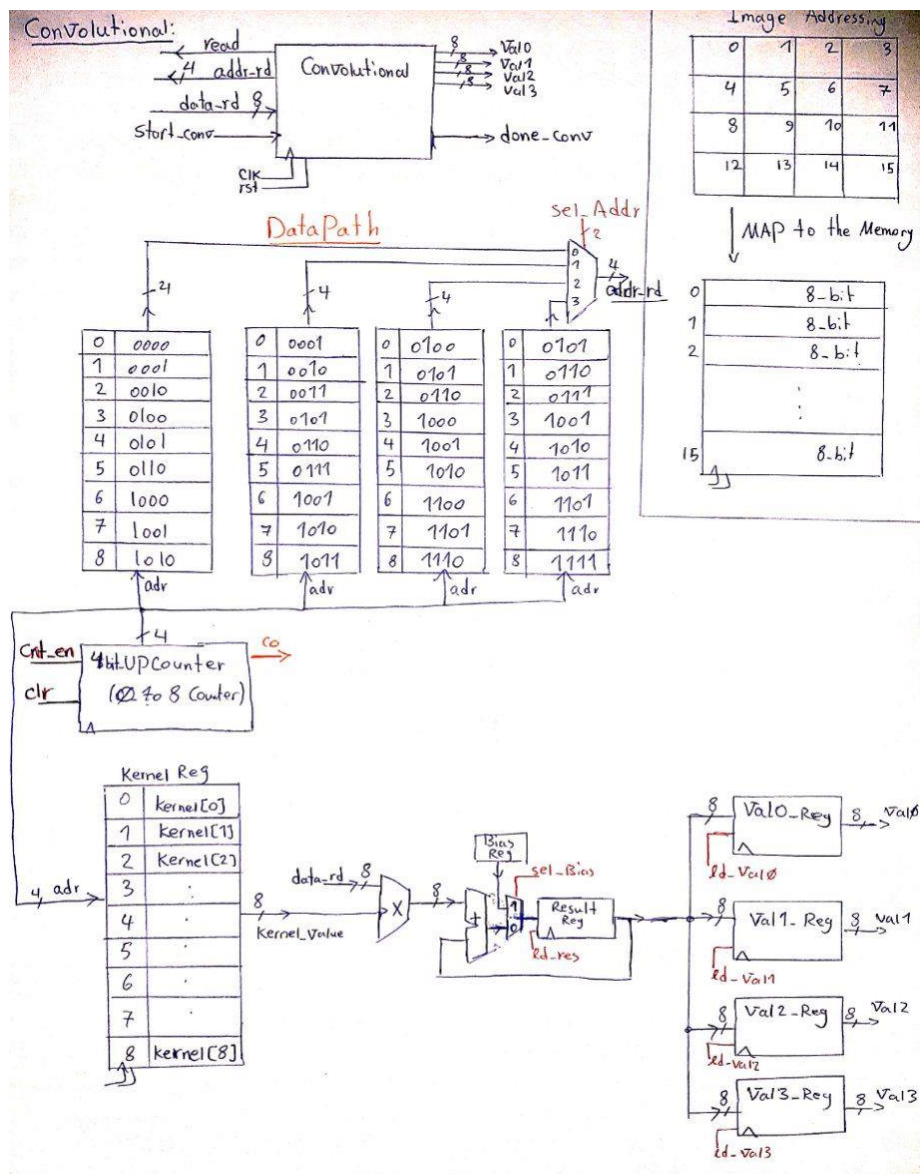 Convolutional:
read
4 addr-rd
data-rd 8
Start_conv
Clk
rst
Convolutional
8 Val0
8 Val1
8 Val2
8 Val3
done_conv
Image Addressing
0 1 2 3
4 5 6 7
8 9 10 11
12 13 14 15
MAP to the Memory
0 8-bit
1 8-bit
2 8-bit
15 8-bit
DataPath
sel_Addr
2
0
1
2
3
4
addr-rd
4
4
4
0 0000
1 0001
2 0010
3 0100
4 0101
5 0110
6 1000
7 1001
8 1010
adr
0 0001
1 0010
2 0011
3 0101
4 0110
5 0111
6 1001
7 1010
8 1011
adr
0 0100
1 0101
2 0110
3 1000
4 1001
5 1010
6 1100
7 1101
8 1110
adr
0 0101
1 0110
2 0111
3 1001
4 1010
5 1011
6 1101
7 1110
8 1111
adr
4
Cnt_en
clr
4bit UPCounter
(0 to 8 Counter)
co
Kernel Reg
0 kernel[0]
1 kernel[1]
2 kernel[2]
3
4
5
6
7
8 kernel[8]
4 adr
8
Kernel_Value
data_rd 8
X
8
+
Bias
Reg
sel_Bias
1
0
Result
Reg
ld_res
8 Val0_Reg 8 Val0
ld_Val0
8 Val1_Reg 8 Val1
ld_Val1
8 Val2_Reg 8 Val2
ld_Val2
8 Val3_Reg 8 Val3
ld_Val3